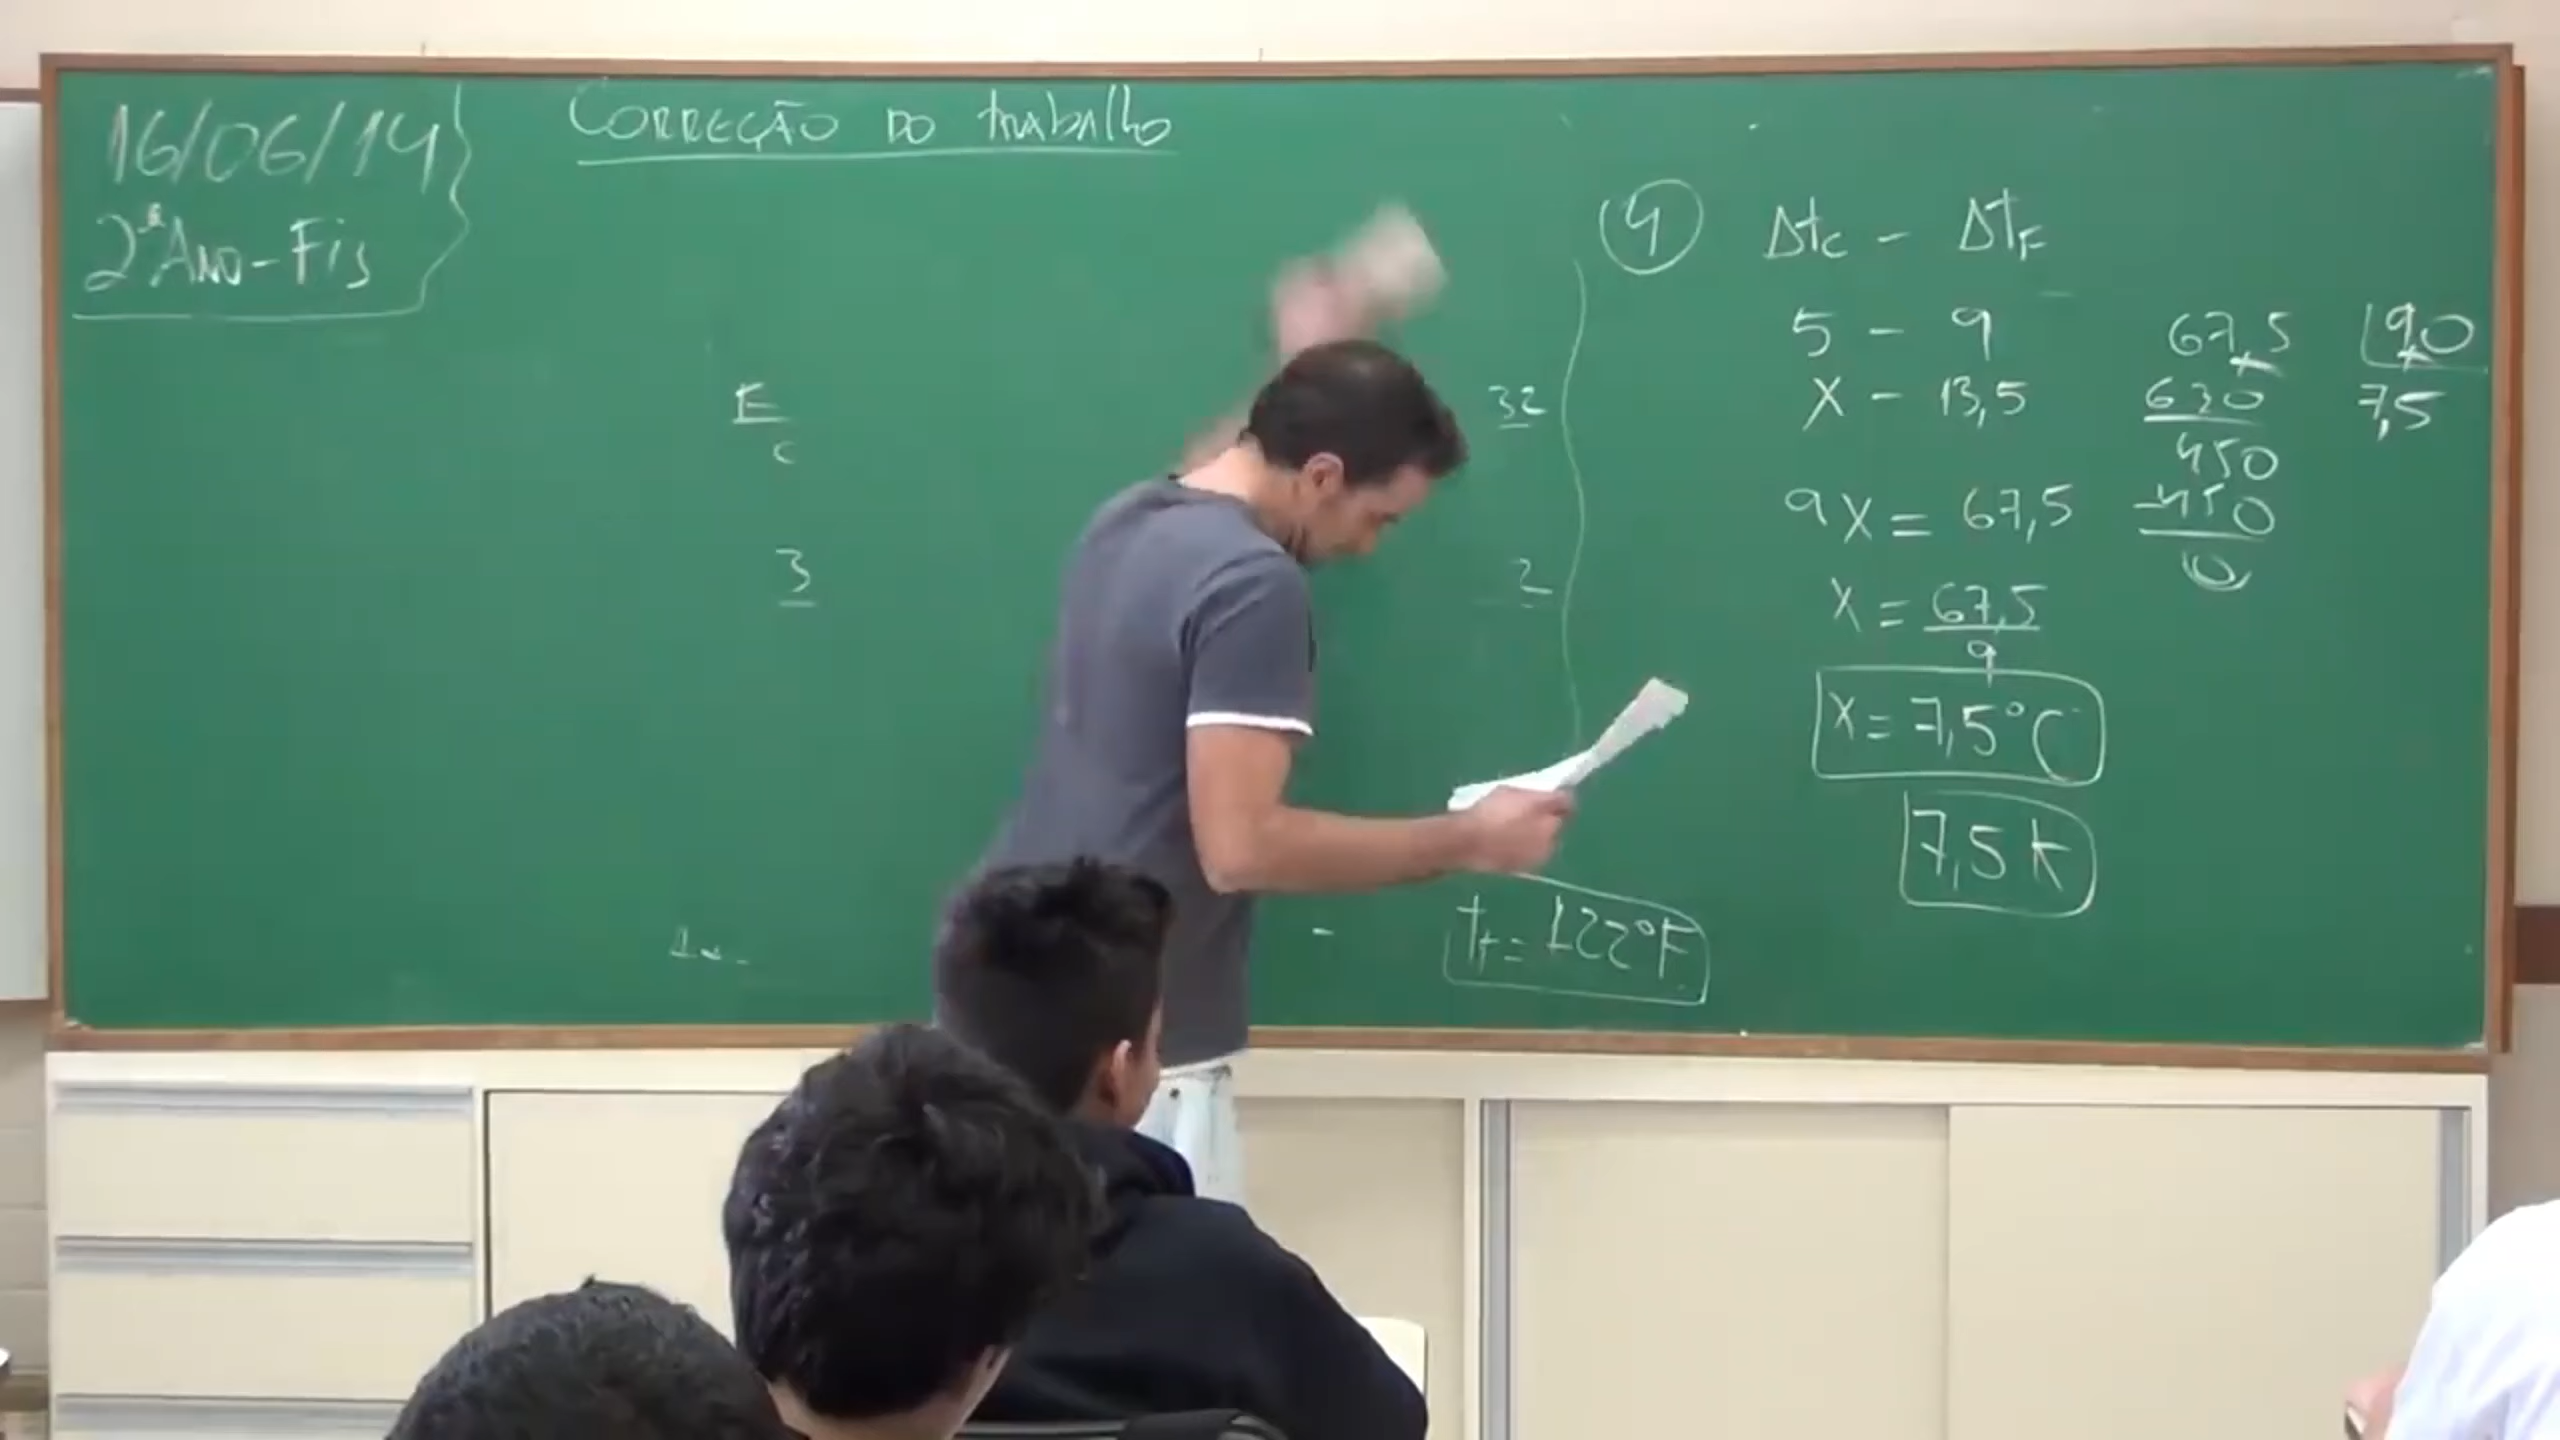 16/06/14
2º Ano - Fis
CORREÇÃO DO trabalho
32
3
2
tF = 122°F
4
Δtc - ΔtF
5 - 9
X - 13,5
9X = 67,5
X = 67,5
9
X = 7,5°C
7,5 K
67,5 90
630 7,5
450
-450
0